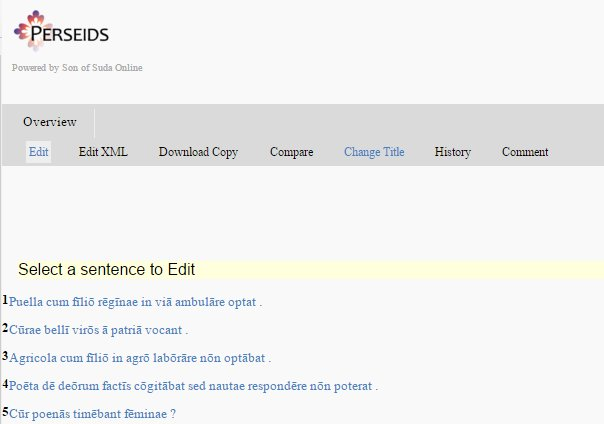 PERSEIDS
Powered by Son of Suda Online
Overview
Edit Edit XML Download Copy Compare Change Title History Comment
Select a sentence to Edit
1Puella cum fīliō rēgīnae in viā ambulāre optat .
2Cūrae bellī virōs ā patriā vocant .
3Agricola cum fīliō in agrō labōrāre nōn optābat .
4Poēta dē deōrum factīs cōgitābat sed nautae respondēre nōn poterat .
5Cūr poenās timēbant fēminae ?